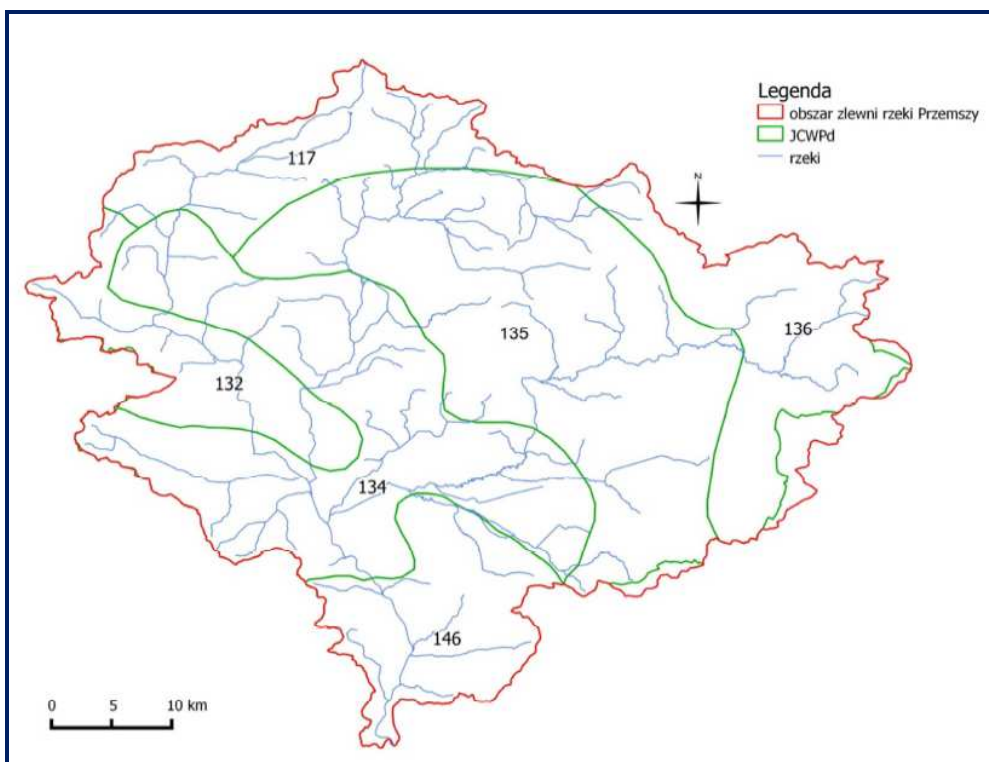 Legenda
obszar zlewni rzeki Przemszy
JCWPd
rzeki
117
N
135
136
132
134
146
0 5 10 km